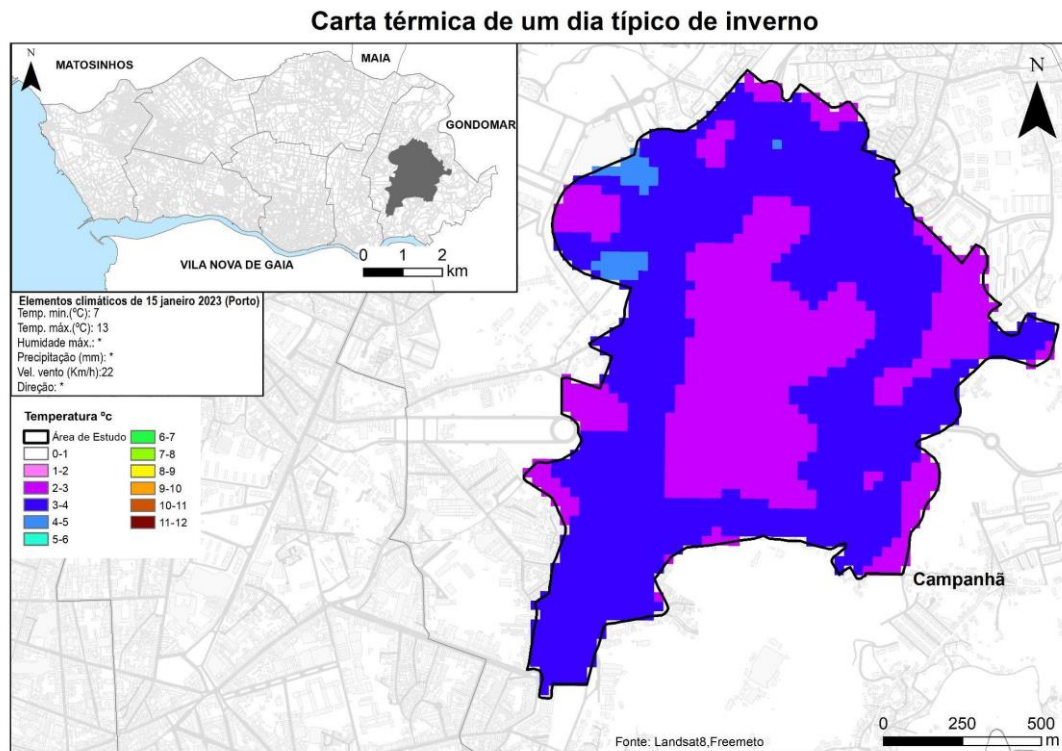 Carta térmica de um dia típico de inverno
N
MATOSINHOS
MAIA
GONDOMAR
VILA NOVA DE GAIA
0 1 2
km
Elementos climáticos de 15 janeiro 2023 (Porto)
Temp. min.(ºC): 7
Temp. máx.(ºC): 13
Humidade máx.: *
Precipitação (mm): *
Vel. vento (Km/h):22
Direção: *
Temperatura ºc
Área de Estudo
0-1
1-2
2-3
3-4
4-5
5-6
6-7
7-8
8-9
9-10
10-11
11-12
N
Campanhã
0 250 500
m
Fonte: Landsat8,Freemeto